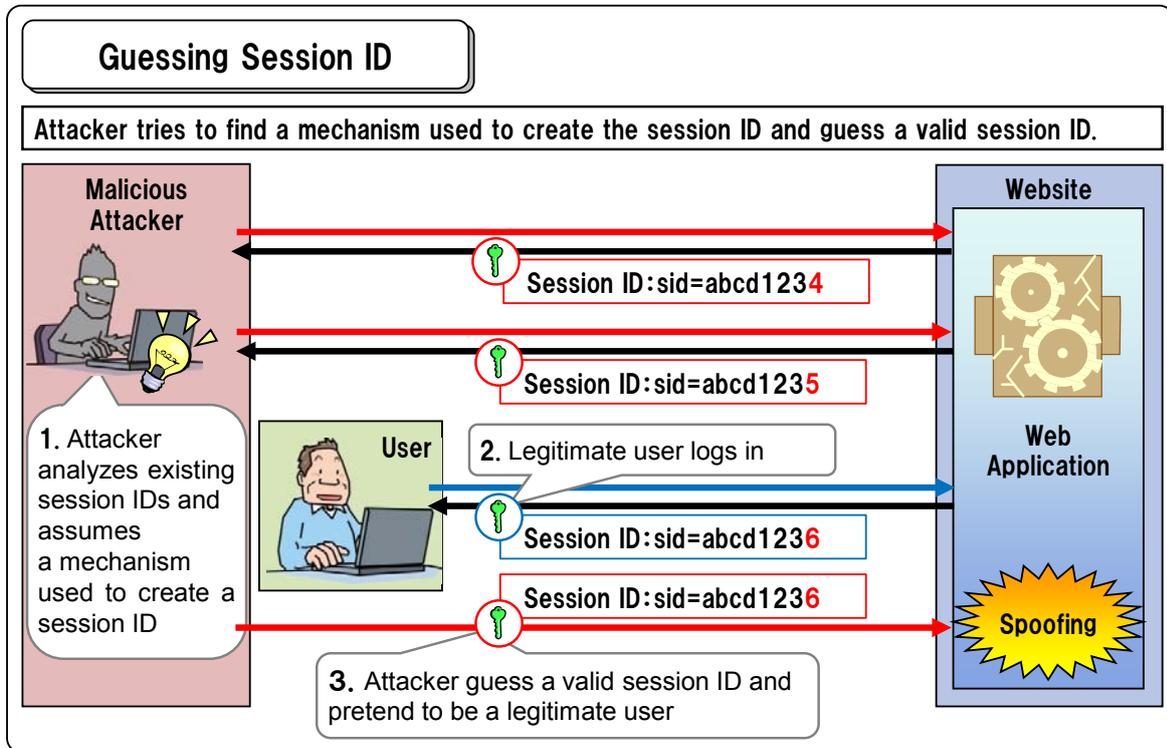 Guessing Session ID
Attacker tries to find a mechanism used to create the session ID and guess a valid session ID.
Malicious
Attacker
Website
Session ID:sid=abcd1234
Session ID:sid=abcd1235
1. Attacker
analyzes existing
session IDs and
assumes
a mechanism
used to create a
session ID
User
2. Legitimate user logs in
Web
Application
Session ID:sid=abcd1236
Session ID:sid=abcd1236
Spoofing
3. Attacker guess a valid session ID and
pretend to be a legitimate user